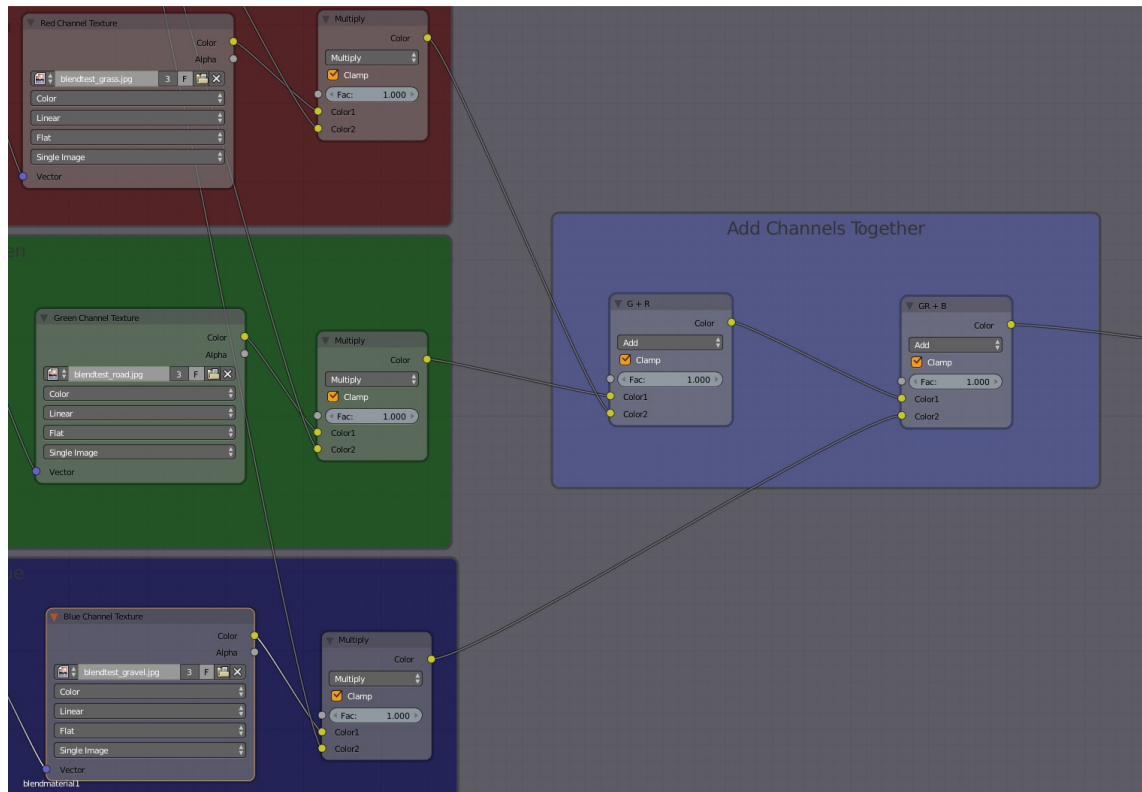 Red Channel Texture
Color
Alpha
blendtest_grass.jpg 3 F
Color
Linear
Flat
Single Image
Vector
Multiply
Color
Multiply
Clamp
Fac: 1.000
Color1
Color2
en
Green Channel Texture
Color
Alpha
blendtest_road.jpg 3 F
Color
Linear
Flat
Single Image
Vector
Multiply
Color
Multiply
Clamp
Fac: 1.000
Color1
Color2
Add Channels Together
G + R
Color
Add
Clamp
Fac: 1.000
Color1
Color2
GR + B
Color
Add
Clamp
Fac: 1.000
Color1
Color2
ue
Blue Channel Texture
Color
Alpha
blendtest_gravel.jpg 3 F
Color
Linear
Flat
Single Image
Vector
Multiply
Color
Multiply
Clamp
Fac: 1.000
Color1
Color2
blendmaterial1